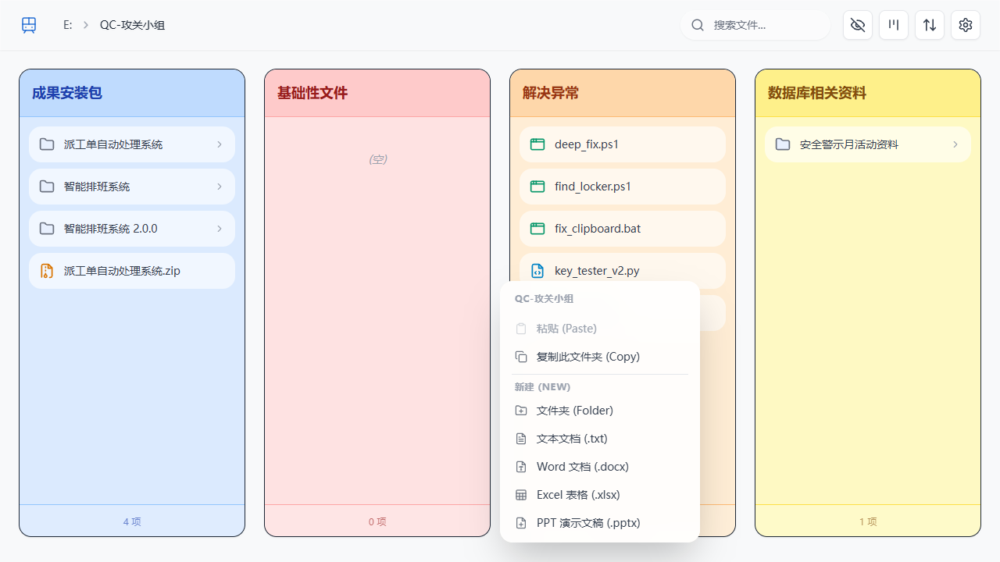 E: QC-攻关小组
搜索文件...
成果安装包
派工单自动处理系统
智能排班系统
智能排班系统 2.0.0
派工单自动处理系统.zip
4 项
基础性文件
(空)
0 项
解决异常
deep_fix.ps1
find_locker.ps1
fix_clipboard.bat
key_tester_v2.py
QC-攻关小组
粘贴 (Paste)
复制此文件夹 (Copy)
新建 (NEW)
文件夹 (Folder)
文本文档 (.txt)
Word 文档 (.docx)
Excel 表格 (.xlsx)
PPT 演示文稿 (.pptx)
数据库相关资料
安全警示月活动资料
1 项